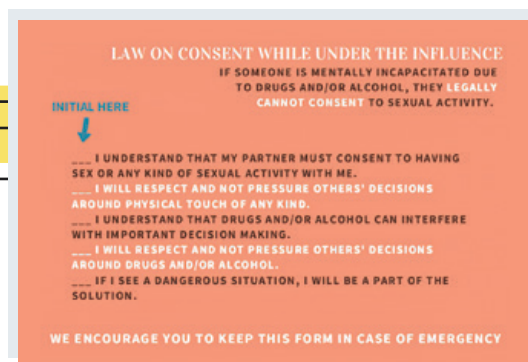 LAW ON CONSENT WHILE UNDER THE INFLUENCE
IF SOMEONE IS MENTALLY INCAPACITATED DUE
TO DRUGS AND/OR ALCOHOL, THEY LEGALLY
CANNOT CONSENT TO SEXUAL ACTIVITY.
INITIAL HERE
___ I UNDERSTAND THAT MY PARTNER MUST CONSENT TO HAVING
SEX OR ANY KIND OF SEXUAL ACTIVITY WITH ME.
___ I WILL RESPECT AND NOT PRESSURE OTHERS' DECISIONS
AROUND PHYSICAL TOUCH OF ANY KIND.
___ I UNDERSTAND THAT DRUGS AND/OR ALCOHOL CAN INTERFERE
WITH IMPORTANT DECISION MAKING.
___ I WILL RESPECT AND NOT PRESSURE OTHERS' DECISIONS
AROUND DRUGS AND/OR ALCOHOL.
___ IF I SEE A DANGEROUS SITUATION, I WILL BE A PART OF THE
SOLUTION.
WE ENCOURAGE YOU TO KEEP THIS FORM IN CASE OF EMERGENCY